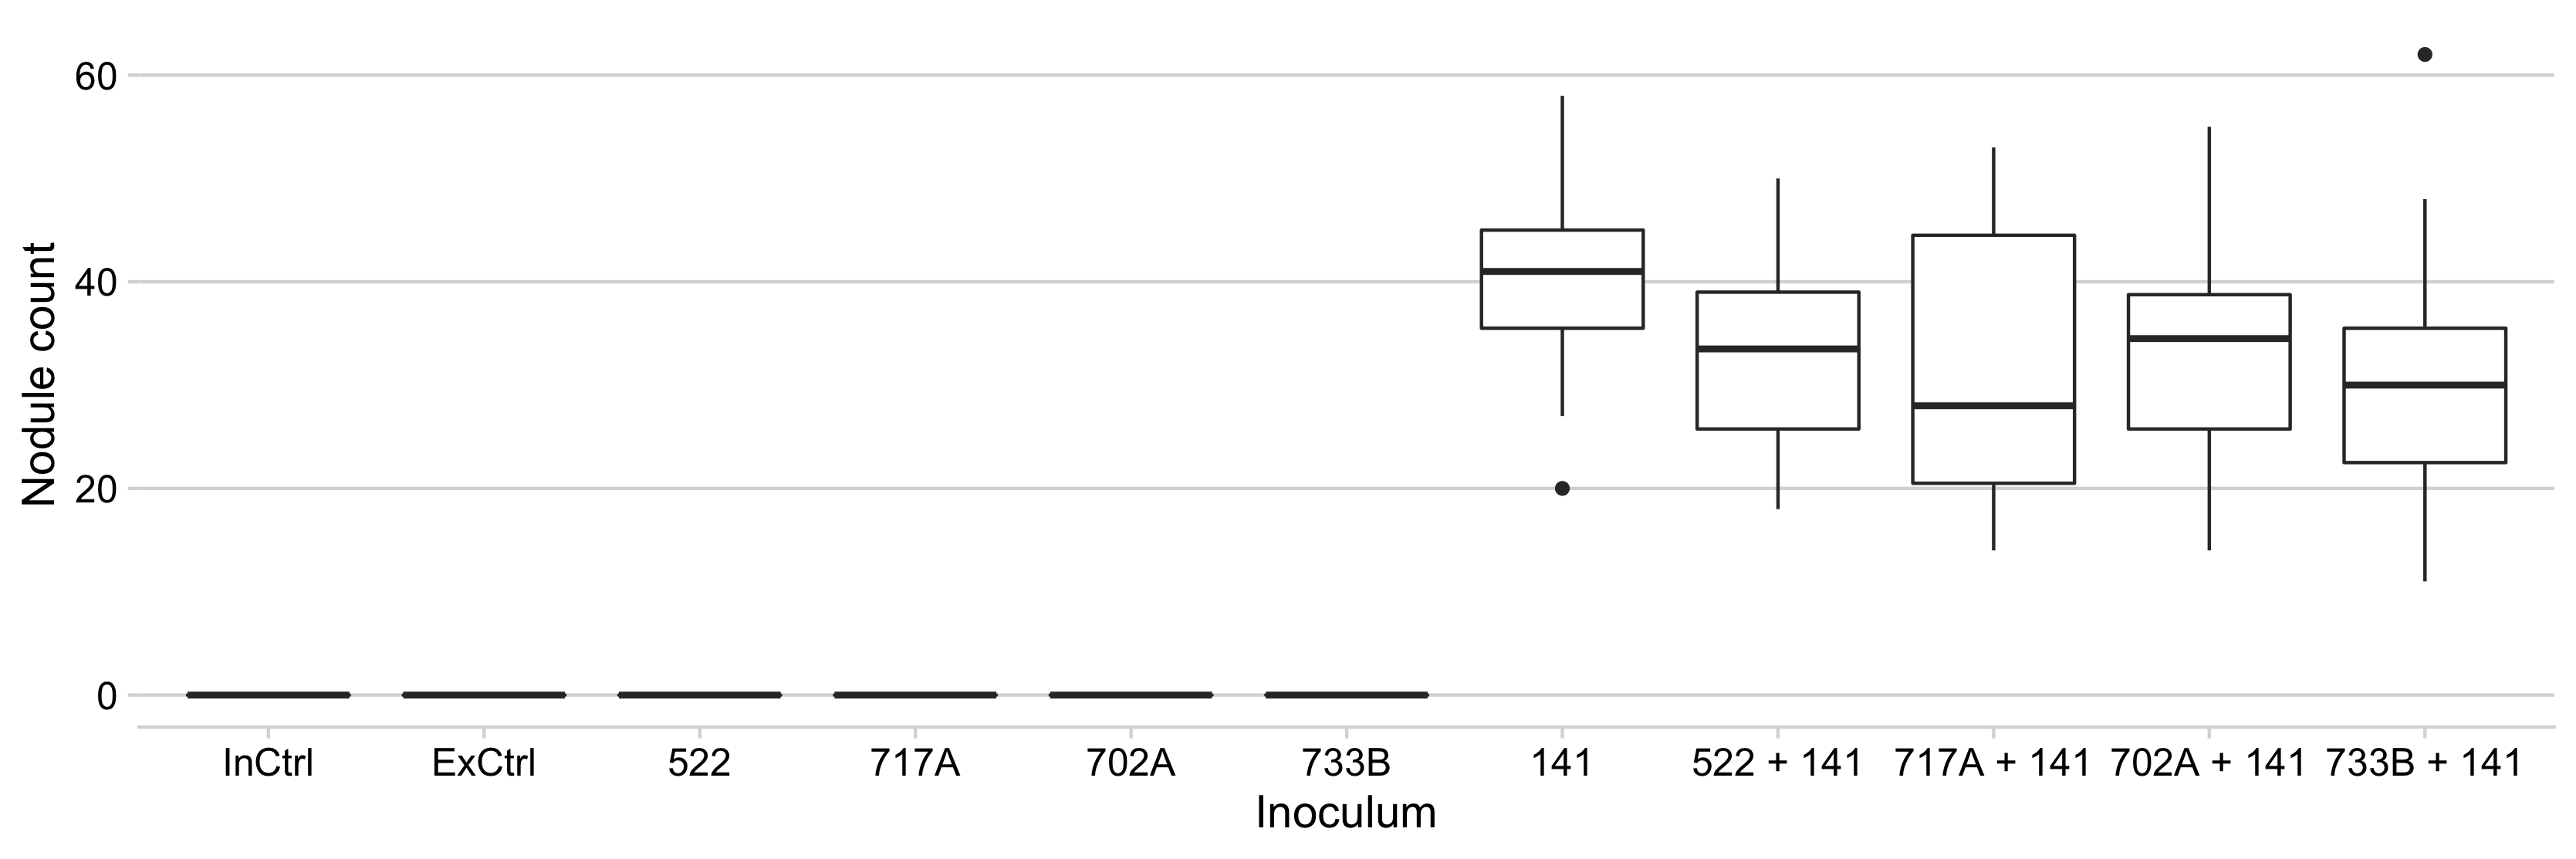 Nodule count
60
40
20
0
InCtrl ExCtrl 522 717A 702A 733B 141 522 + 141 717A + 141 702A + 141 733B + 141
Inoculum